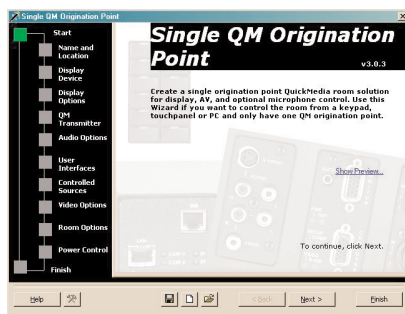 Single QM Origination Point
Start
Name and
Location
Display
Device
Display
Options
QM
Transmitter
Audio Options
User
Interfaces
Controlled
Sources
Video Options
Room Options
Power Control
Finish
Single QM Origination
Point
v3.0.3
Create a single origination point QuickMedia room solution
for display, AV, and optional microphone control. Use this
Wizard if you want to control the room from a keypad,
touchpanel or PC and only have one QM origination point.
Show Preview...
To continue, click Next.
Help
< Back
Next >
Finish